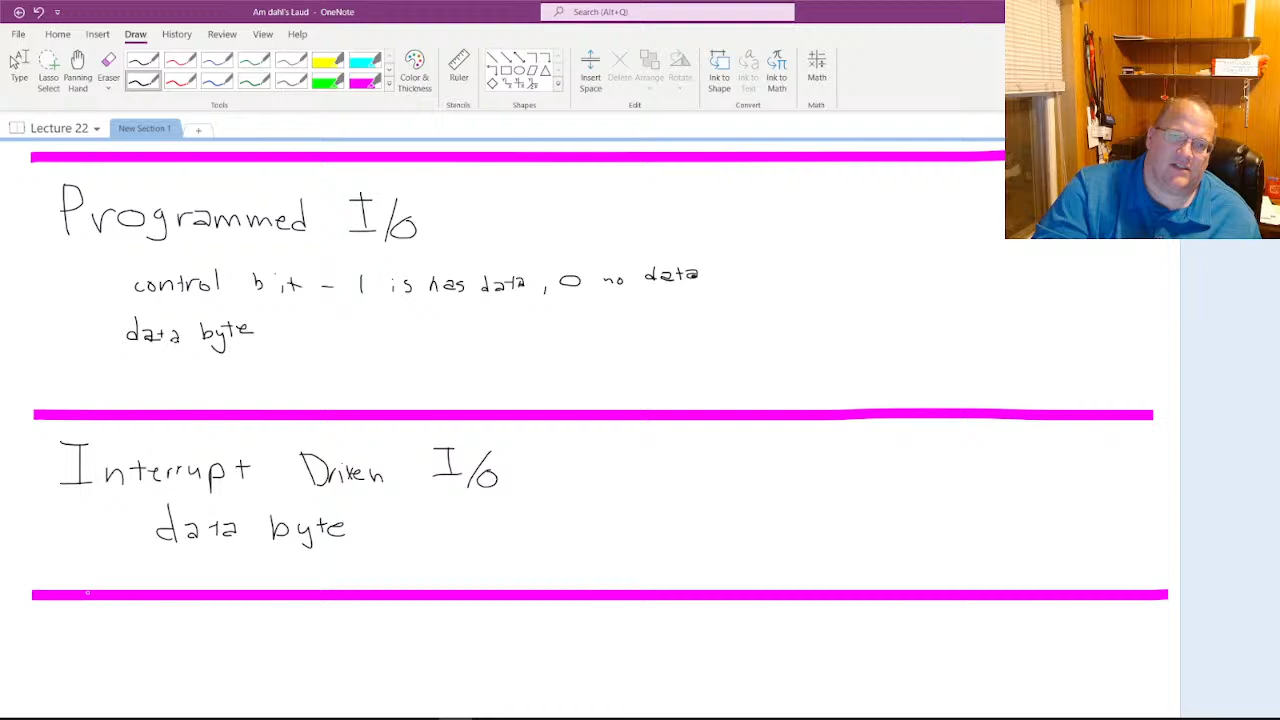 Am dahl's Laud - OneNote
Search (Alt+Q)
File Home Insert Draw History Review View Help
Type
Lasso Select
Panning Hand
Eraser
Color & Thickness
Ruler
Insert Space
Delete
Arrange
Rotate
Ink to Shape
Ink to Text
Ink to Math
Math
Tools Stencils Shapes Edit Convert Math
Lecture 22 New Section 1 +
Programmed I/O
control bit - 1 is has data, 0 no data
data byte
Interrupt Driven I/O
data byte